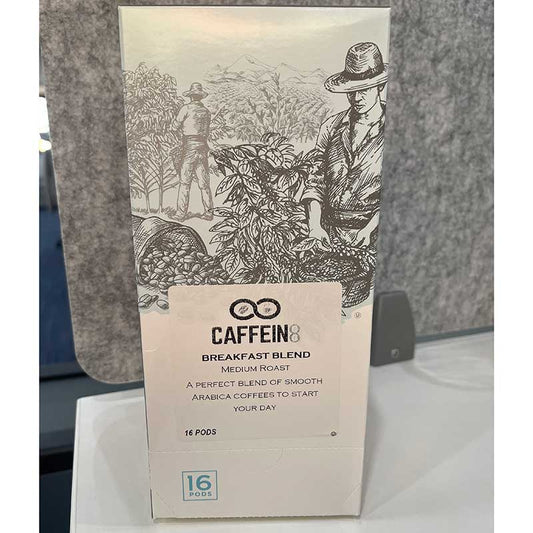 CAFFEIN8
BREAKFAST BLEND
MEDIUM ROAST
A PERFECT BLEND OF SMOOTH
ARABICA COFFEES TO START
YOUR DAY
16 PODS
16
PODS